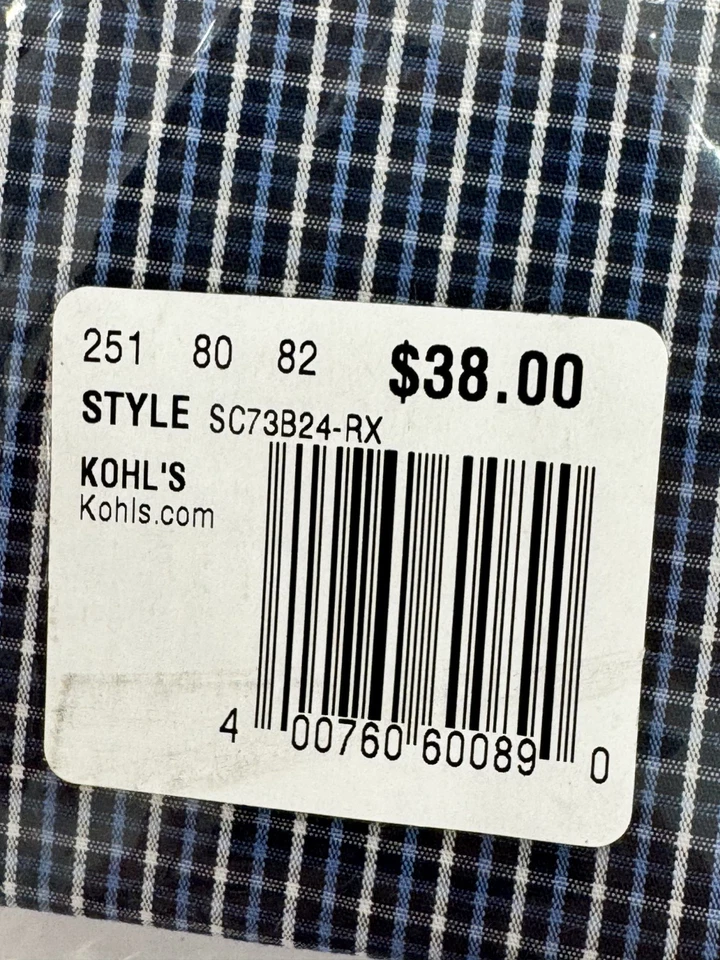 251 80 82 $38.00
STYLE SC73B24-RX
KOHL'S
Kohls.com
4 00760 60089 0